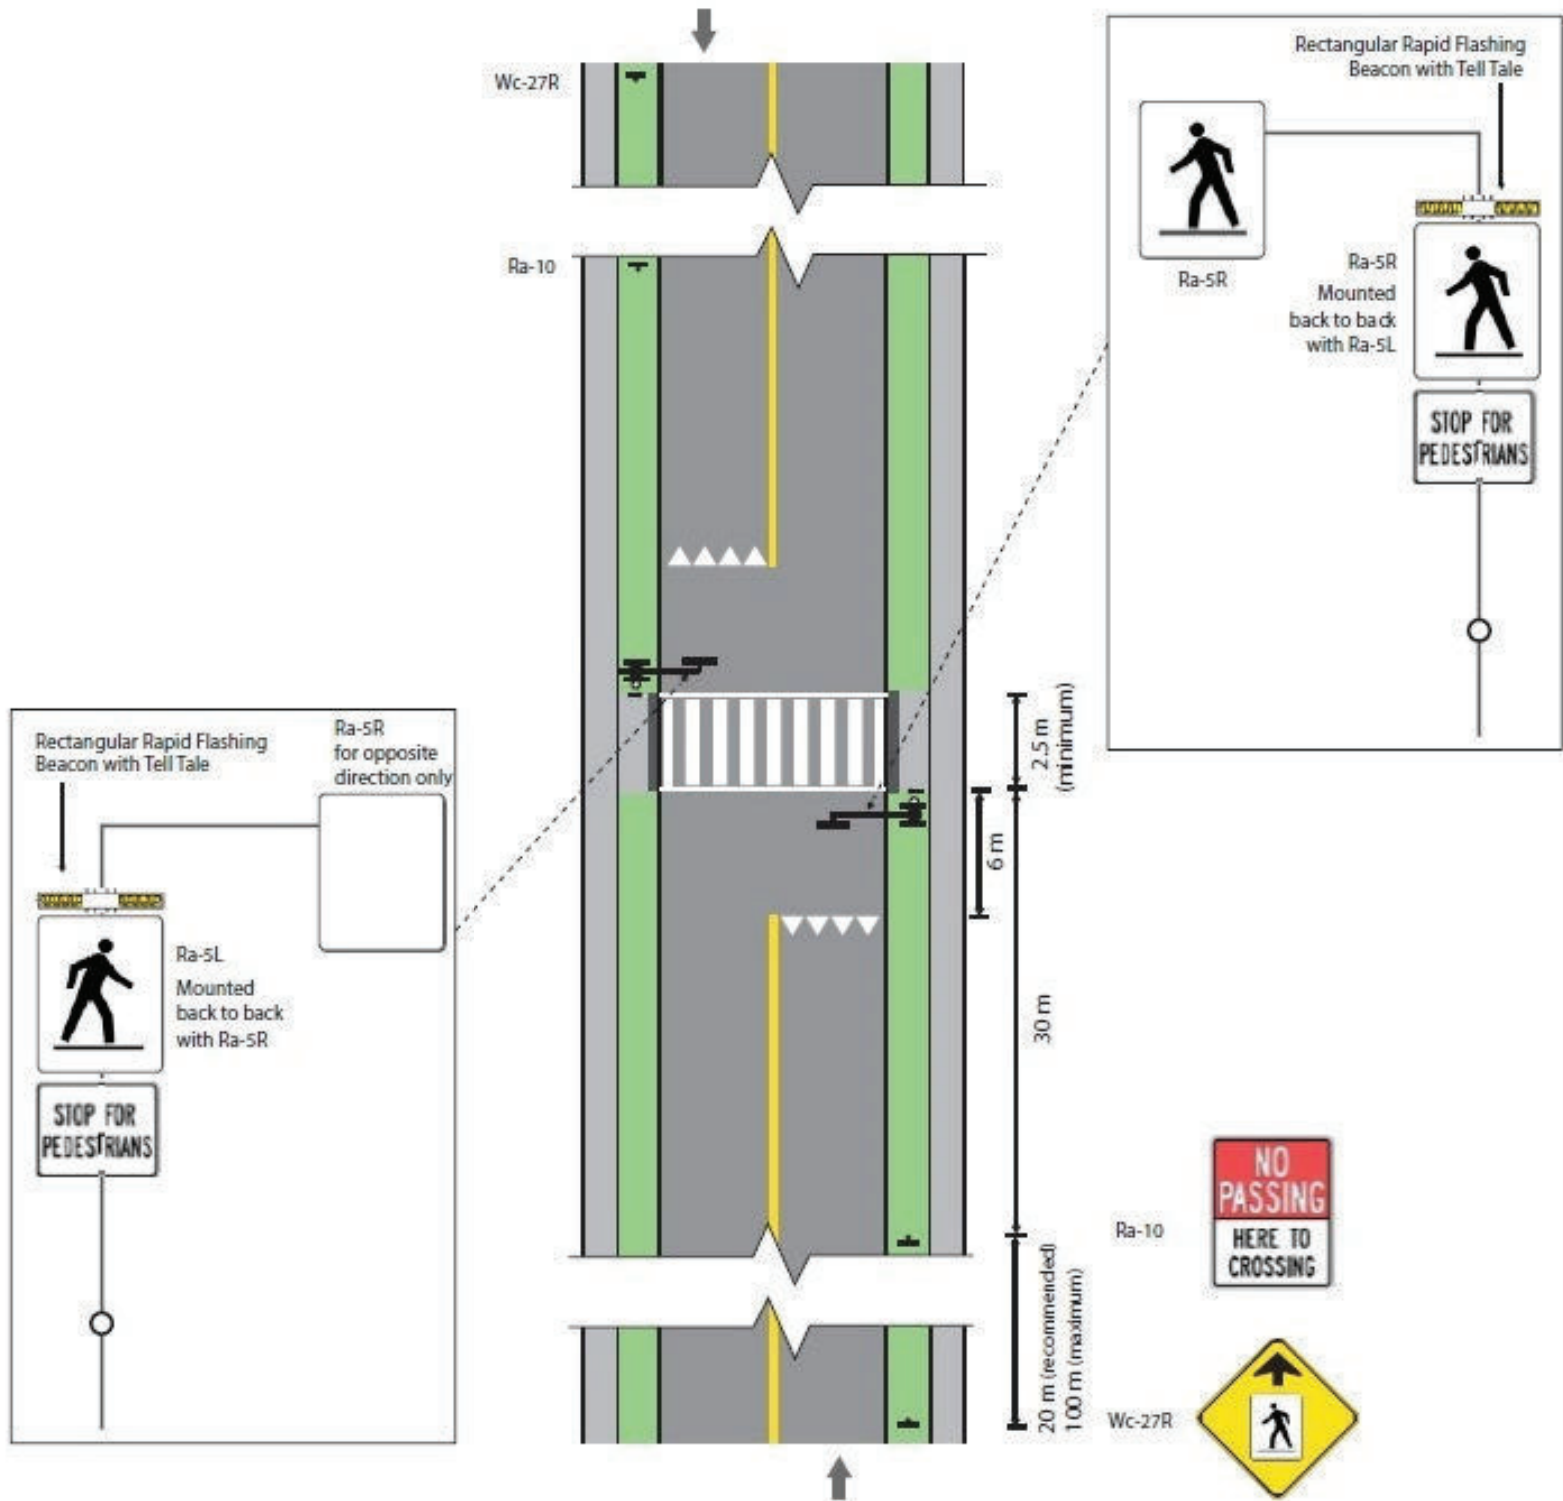 Wc-27R
Ra-10
Rectangular Rapid Flashing
Beacon with Tell Tale
Ra-5R
Ra-5R
Mounted
back to back
with Ra-5L
STOP FOR
PEDESTRIANS
Rectangular Rapid Flashing
Beacon with Tell Tale
Ra-5R
for opposite
direction only
Ra-5L
Mounted
back to back
with Ra-5R
STOP FOR
PEDESTRIANS
2.5 m
(minimum)
6 m
30 m
20 m (recommended)
100 m (maximum)
Ra-10
NO
PASSING
HERE TO
CROSSING
Wc-27R